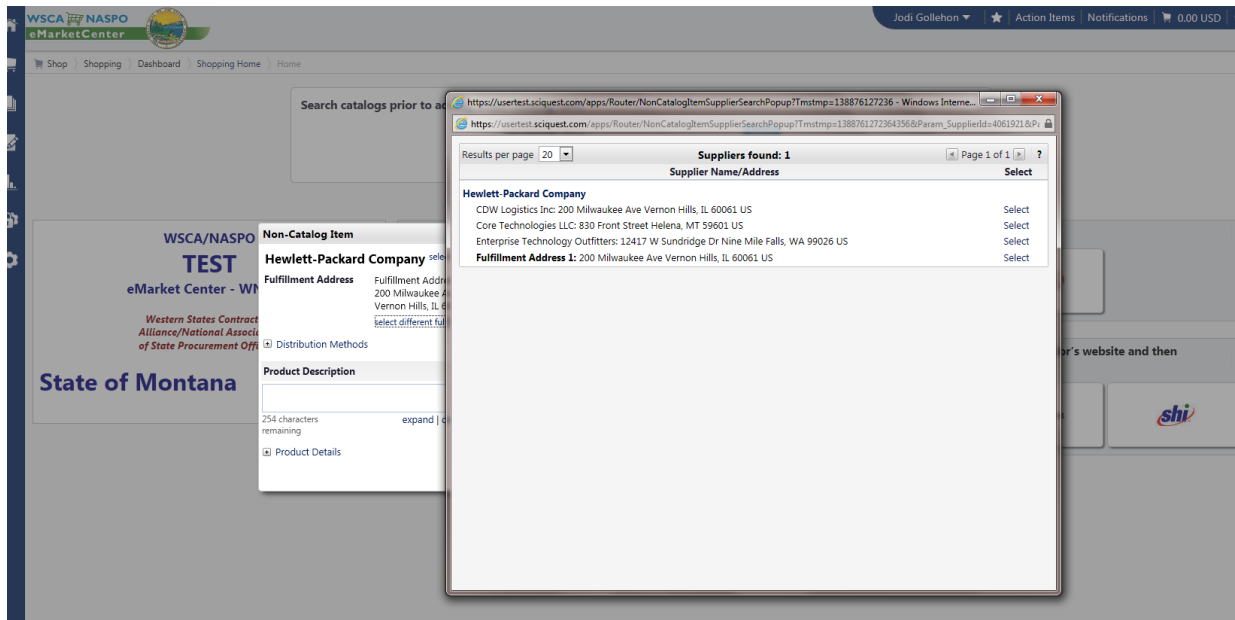 WSCA NASPO
eMarketCenter
Jodi Gollehon
Action Items
Notifications
0.00 USD
Shop
Shopping
Dashboard
Shopping Home
Home
Search catalogs prior to
WSCA/NASPO
TEST
eMarket Center -
Western States
Alliance/National
of State Procurement
State of Montana
Non-Catalog Item
Hewlett-Packard Company
Fulfillment Address
Fulfillment
200 Milwaukee
Vernon Hills, IL
select different
Distribution Methods
Product Description
254 characters
remaining
expand |
Product Details
https://usertest.sciquest.com/apps/Router/NonCatalogItemSupplierSearchPopup?Tmstmp=138876127236 - Windows Interne...
https://usertest.sciquest.com/apps/Router/NonCatalogItemSupplierSearchPopup?Tmstmp=1388761272364356&Param_SupplierId=4061921&P
Results per page 20
Suppliers found: 1
Page 1 of 1 ?
Supplier Name/Address
Select
Hewlett-Packard Company
CDW Logistics Inc: 200 Milwaukee Ave Vernon Hills, IL 60061 US Select
Core Technologies LLC: 830 Front Street Helena, MT 59601 US Select
Enterprise Technology Outfitters: 12417 W Sundridge Dr Nine Mile Falls, WA 99026 US Select
Fulfillment Address 1: 200 Milwaukee Ave Vernon Hills, IL 60061 US Select
website and then
shi